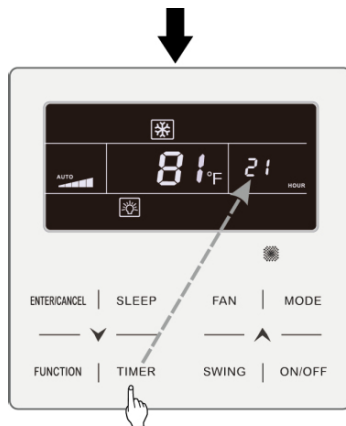 AUTO
81°F
21
HOUR
ENTER/CANCEL SLEEP FAN MODE
FUNCTION TIMER SWING ON/OFF